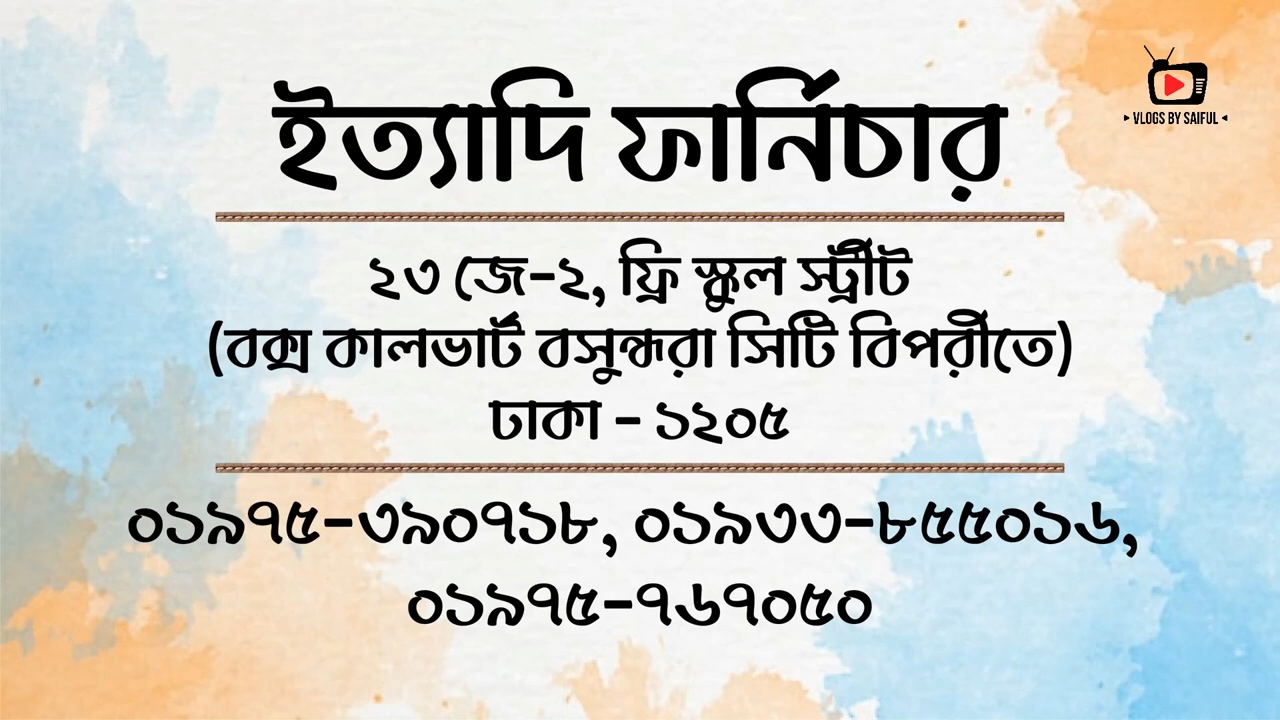 ইত্যাদি ফার্নিচার
VLOGS BY SAIFUL
২৩ জে-২, ফ্রি স্কুল স্ট্রীট
(বক্স কালভার্ট বসুন্ধরা সিটি বিপরীতে)
ঢাকা - ১২০৫
০১৯৭৫-৩৯০৭১৮, ০১৯৩৩-৮৫৫০১৬,
০১৯৭৫-৭৬৭০৫০